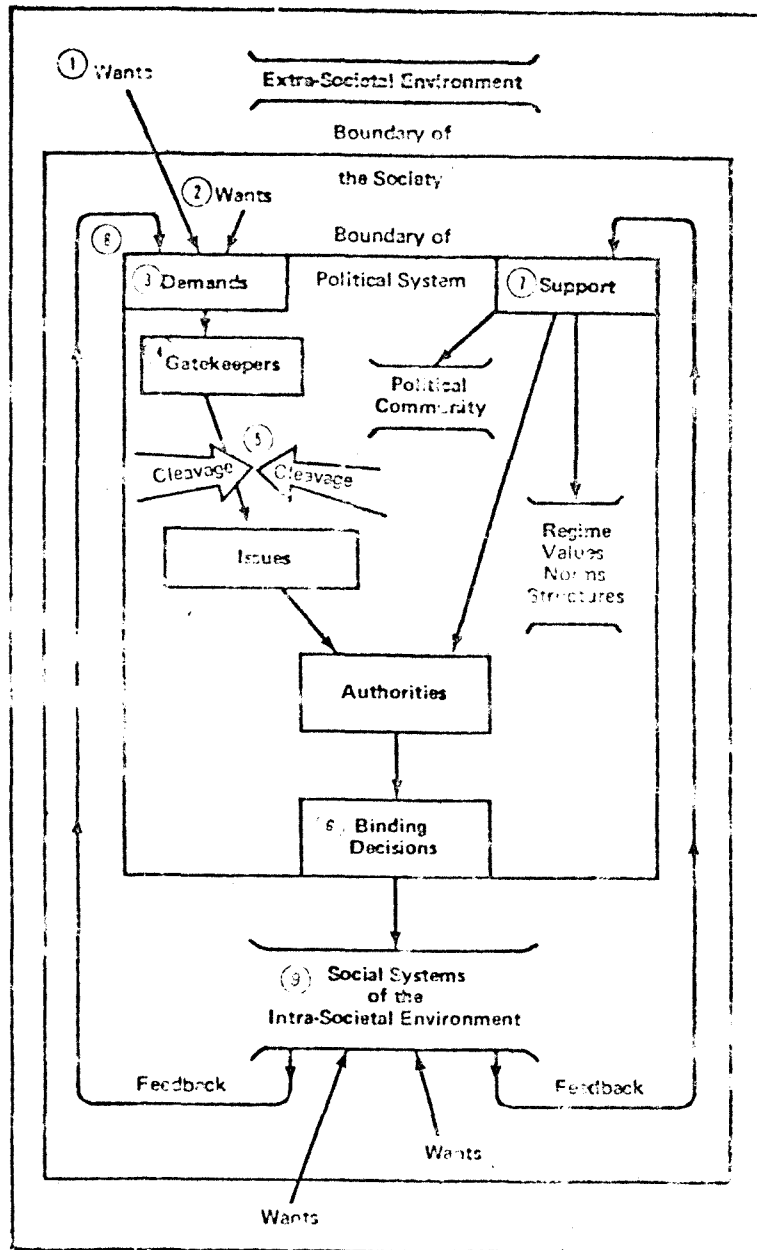 1 Wants
Extra-Societal Environment
Boundary of
the Society
2 Wants
8
Boundary of
3 Demands
Political System
7 Support
4 Gatekeepers
Political
Community
5
Cleavage
Cleavage
Issues
Regime
Values
Norms
Structures
Authorities
6 Binding
Decisions
9 Social Systems
of the
Intra-Societal Environment
Feedback
Feedback
Wants
Wants